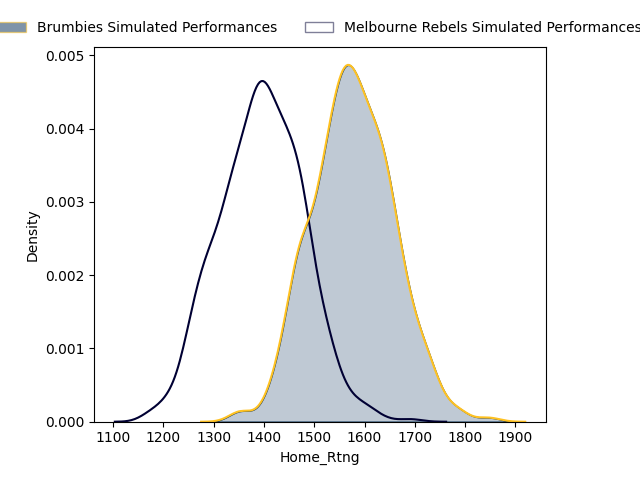 Brumbies Simulated Performances
Melbourne Rebels Simulated Performances
0.005
0.004
0.003
0.002
0.001
0.000
Density
1100 1200 1300 1400 1500 1600 1700 1800 1900
Home_Rtng